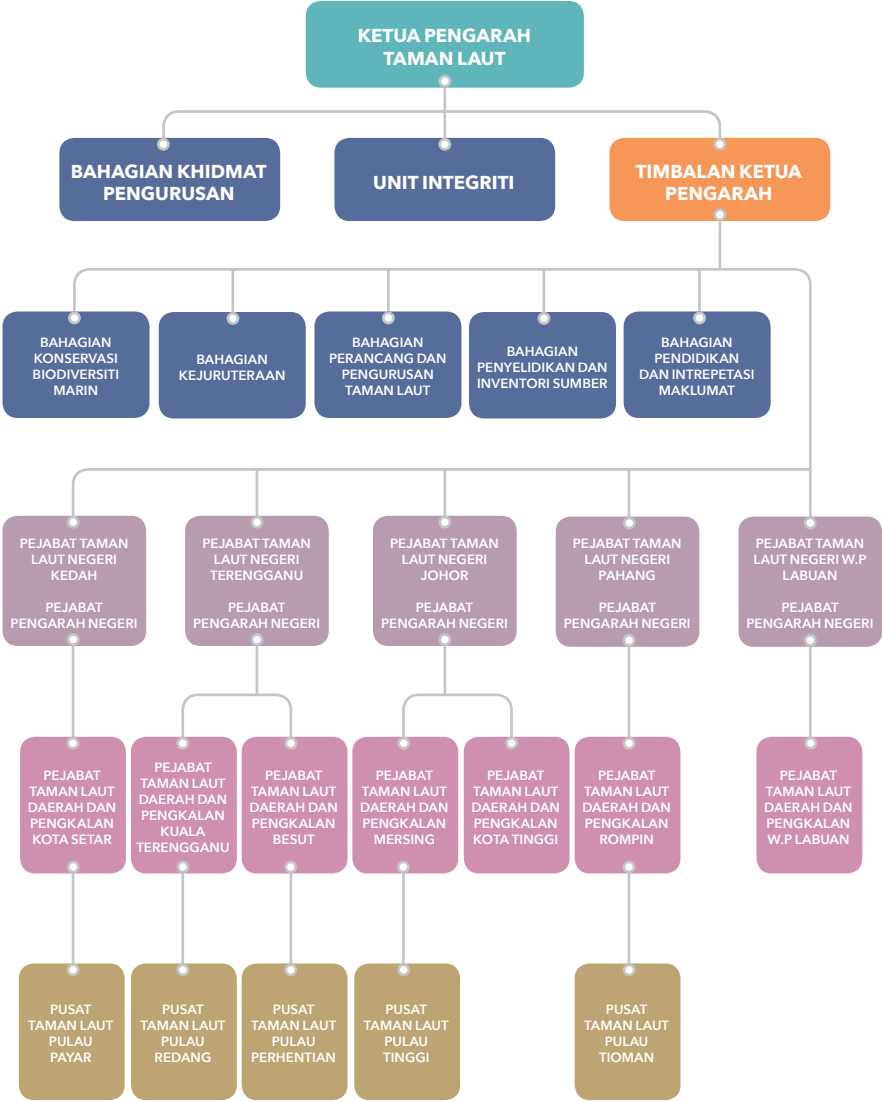 KETUA PENGARAH
TAMAN LAUT
BAHAGIAN KHIDMAT
PENGURUSAN
UNIT INTEGRITI
TIMBALAN KETUA
PENGARAH
BAHAGIAN
KONSERVASI
BIODIVERSITI
MARIN
BAHAGIAN
KEJURUTERAAN
BAHAGIAN
PERANCANG DAN
PENGURUSAN
TAMAN LAUT
BAHAGIAN
PENYELIDIKAN DAN
INVENTORI SUMBER
BAHAGIAN
PENDIDIKAN
DAN INTREPETASI
MAKLUMAT
PEJABAT TAMAN
LAUT NEGERI
KEDAH
PEJABAT
PENGARAH NEGERI
PEJABAT TAMAN
LAUT NEGERI
TERENGGANU
PEJABAT
PENGARAH NEGERI
PEJABAT TAMAN
LAUT NEGERI
JOHOR
PEJABAT
PENGARAH NEGERI
PEJABAT TAMAN
LAUT NEGERI
PAHANG
PEJABAT
PENGARAH NEGERI
PEJABAT TAMAN
LAUT NEGERI W.P
LABUAN
PEJABAT
PENGARAH NEGERI
PEJABAT
TAMAN LAUT
DAERAH DAN
PENGKALAN
KOTA SETAR
PEJABAT
TAMAN LAUT
DAERAH DAN
PENGKALAN
KUALA
TERENGGANU
PEJABAT
TAMAN LAUT
DAERAH DAN
PENGKALAN
BESUT
PEJABAT
TAMAN LAUT
DAERAH DAN
PENGKALAN
MERSING
PEJABAT
TAMAN LAUT
DAERAH DAN
PENGKALAN
KOTA TINGGI
PEJABAT
TAMAN LAUT
DAERAH DAN
PENGKALAN
ROMPIN
PEJABAT
TAMAN LAUT
DAERAH DAN
PENGKALAN
W.P LABUAN
PUSAT
TAMAN LAUT
PULAU
PAYAR
PUSAT
TAMAN LAUT
PULAU
REDANG
PUSAT
TAMAN LAUT
PULAU
PERHENTIAN
PUSAT
TAMAN LAUT
PULAU
TINGGI
PUSAT
TAMAN LAUT
PULAU
TIOMAN